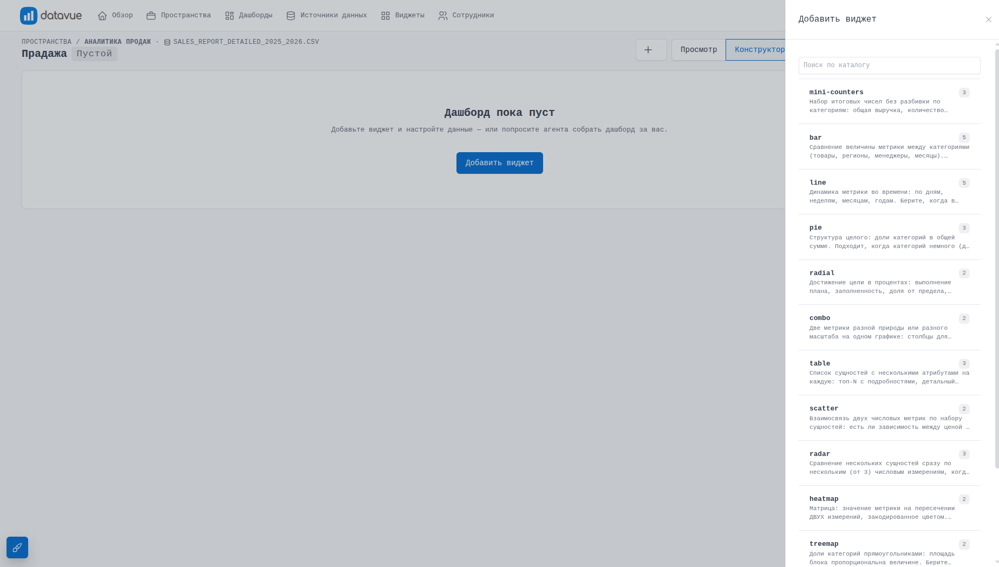 datavue
Обзор
Пространства
Дашборды
Источники данных
Виджеты
Сотрудники
ПРОСТРАНСТВА / АНАЛИТИКА ПРОДАЖ · SALES_REPORT_DETAILED_2025_2026.CSV
Прадажа Пустой
Просмотр
Конструктор
Дашборд пока пуст
Добавьте виджет и настройте данные — или попросите агента собрать дашборд за вас.
Добавить виджет
Добавить виджет
Поиск по каталогу
mini-counters 3
Набор итоговых чисел без разбивки по
категориям: общая выручка, количество…
bar 5
Сравнение величины метрики между категориями
(товары, регионы, менеджеры, месяцы).…
line 5
Динамика метрики во времени: по дням,
неделям, месяцам, годам. Берите, когда в…
pie 3
Структура целого: доли категорий в общей
сумме. Подходит, когда категорий немного (д…
radial 2
Достижение цели в процентах: выполнение
плана, заполненность, доля от предела,…
combo 2
Две метрики разной природы или разного
масштаба на одном графике: столбцы для…
table 3
Список сущностей с несколькими атрибутами на
каждую: топ-N с подробностями, детальный…
scatter 2
Взаимосвязь двух числовых метрик по набору
сущностей: есть ли зависимость между ценой …
radar 3
Сравнение нескольких сущностей сразу по
нескольким (от 3) числовым измерениям, когд…
heatmap 2
Матрица: значение метрики на пересечении
ДВУХ измерений, закодированное цветом.…
treemap 2
Доли категорий прямоугольниками: площадь
блока пропорциональна величине. Берите…